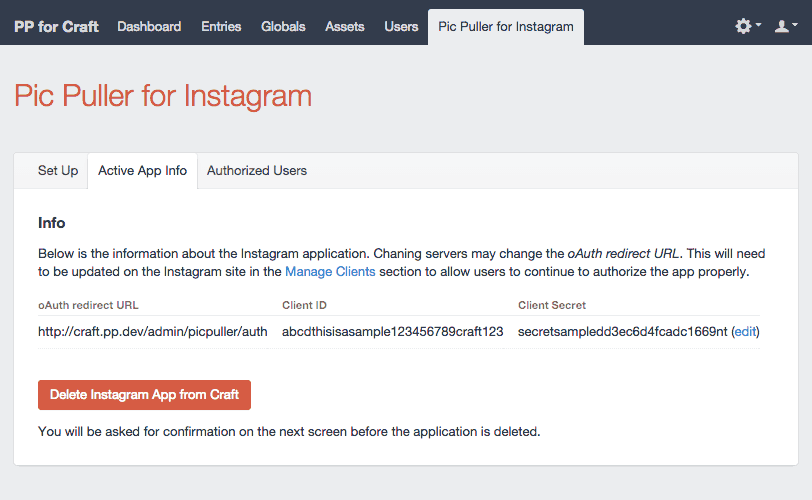 PP for Craft Dashboard Entries Globals Assets Users Pic Puller for Instagram
Pic Puller for Instagram
Set Up Active App Info Authorized Users
Info
Below is the information about the Instagram application. Chaning servers may change the oAuth redirect URL. This will need
to be updated on the Instagram site in the Manage Clients section to allow users to continue to authorize the app properly.
oAuth redirect URL Client ID Client Secret
http://craft.pp.dev/admin/picpuller/auth abcdthisisasample123456789craft123 secretsampledd3ec6d4fcadc1669nt (edit)
Delete Instagram App from Craft
You will be asked for confirmation on the next screen before the application is deleted.